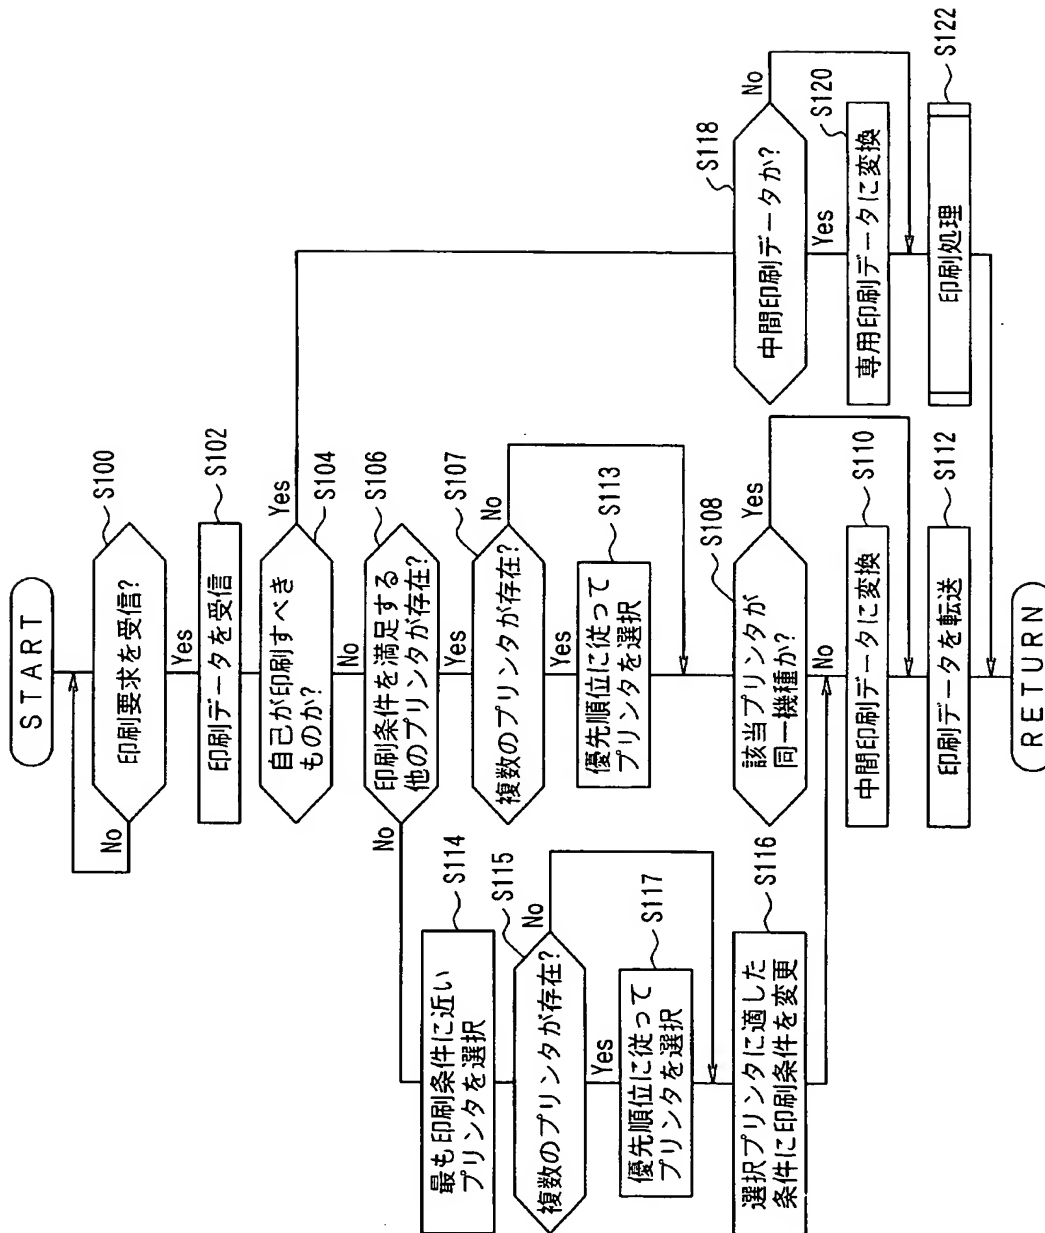 START
S100
印刷要求を受信?
No
Yes
S102
印刷データを受信
自己が印刷すべき
ものか?
Yes
S104
No
S106
印刷条件を満足する
他のプリンタが存在?
No
Yes
S107
複数のプリンタが存在?
No
Yes
S113
優先順位に従って
プリンタを選択
S108
該当プリンタが
同一機種か?
Yes
No
S110
中間印刷データに変換
S112
印刷データを転送
RETURN
S114
最も印刷条件に近い
プリンタを選択
S115
複数のプリンタが存在?
No
Yes
S117
優先順位に従って
プリンタを選択
S116
選択プリンタに適した
条件に印刷条件を変更
S118
中間印刷データか?
No
Yes
S120
専用印刷データに変換
S122
印刷処理